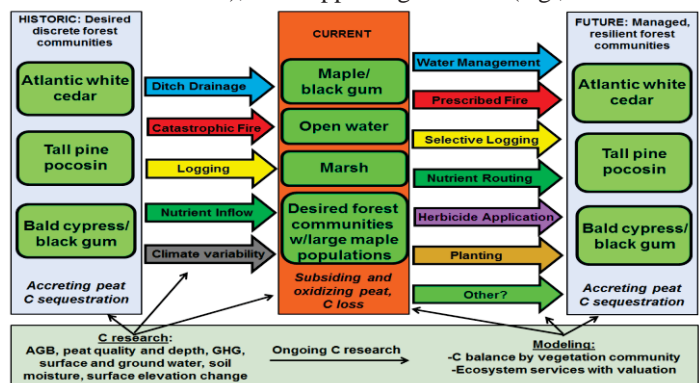 HISTORIC: Desired
discrete forest
communities
Atlantic white
cedar
Tall pine
pocosin
Bald cypress/
black gum
Accreting peat
C sequestration
Ditch Drainage
Catastrophic Fire
Logging
Nutrient Inflow
Climate variability
CURRENT
Maple/
black gum
Open water
Marsh
Desired forest
communities
w/large maple
populations
Subsiding and
oxidizing peat,
C loss
Water Management
Prescribed Fire
Selective Logging
Nutrient Routing
Herbicide Application
Planting
Other?
FUTURE: Managed,
resilient forest
communities
Atlantic white
cedar
Tall pine
pocosin
Bald cypress/
black gum
Accreting peat
C sequestration
C research:
AGB, peat quality and depth, GHG,
surface and ground water, soil
moisture, surface elevation change
Ongoing C research
Modeling:
-C balance by vegetation community
-Ecosystem services with valuation